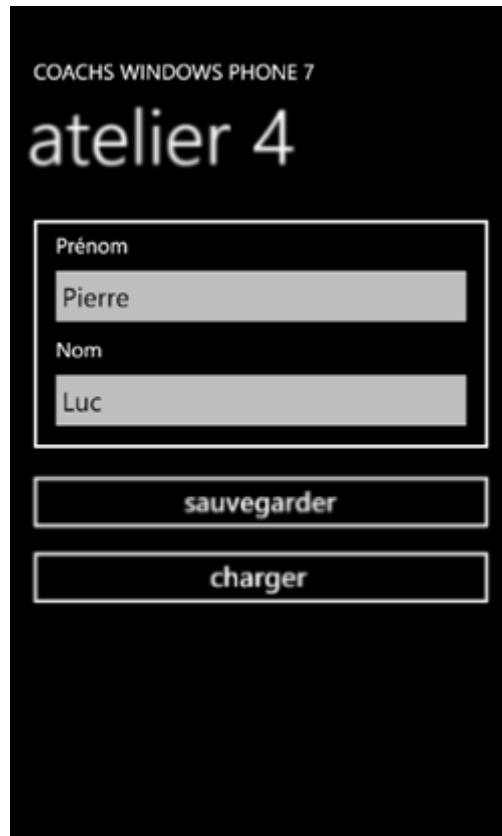 COACHS WINDOWS PHONE 7
atelier 4
Prénom
Pierre
Nom
Luc
sauvegarder
charger